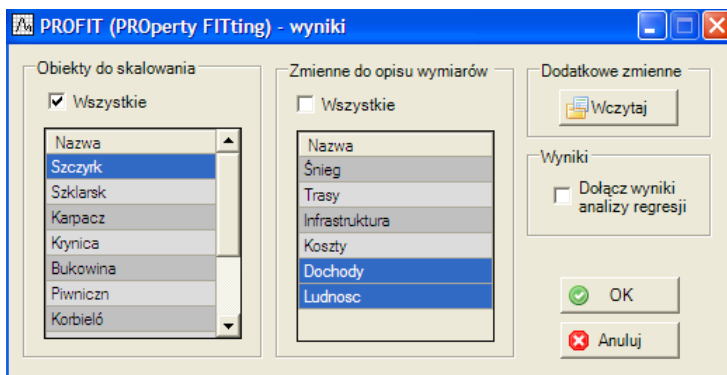 PROFIT (PROperty FITting) - wyniki
Obiekty do skalowania
Wszystkie
Nazwa
Szczyrk
Szklarsk
Karpacz
Krynica
Bukowina
Piwniczn
Korbieló
Zmienne do opisu wymiarów
Wszystkie
Nazwa
Śnieg
Trasy
Infrastruktura
Koszty
Dochody
Ludnosc
Dodatkowe zmienne
Wczytaj
Wyniki
Dołącz wyniki
analizy regresji
OK
Anuluj